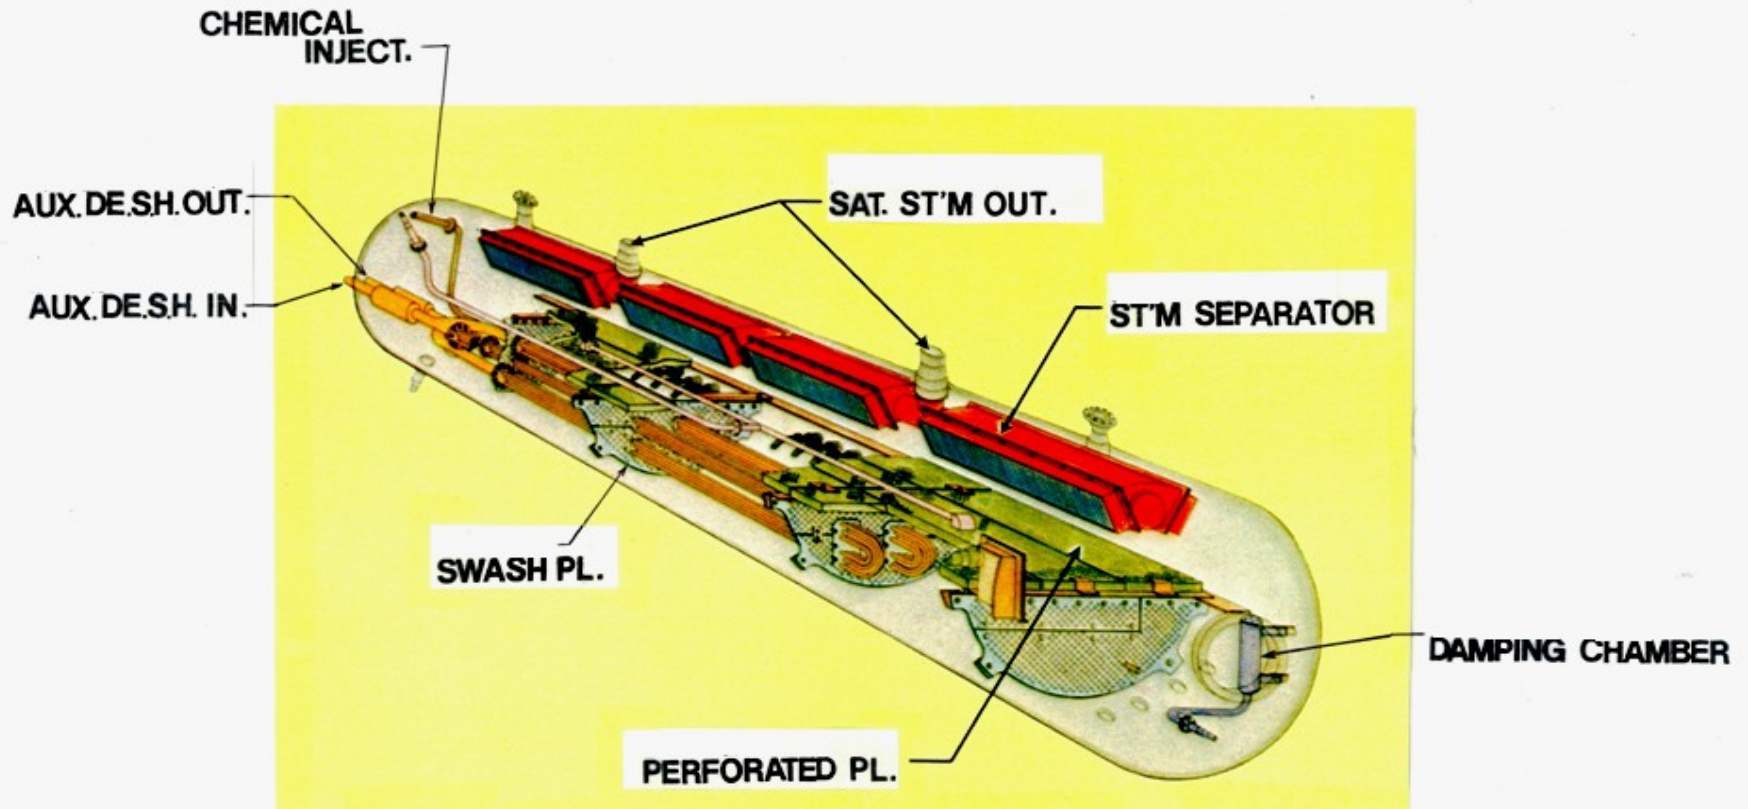 CHEMICAL
INJECT.
AUX. DE.S.H. OUT.
SAT. ST'M OUT.
AUX. DE.S.H. IN.
ST'M SEPARATOR
SWASH PL.
DAMPING CHAMBER
PERFORATED PL.